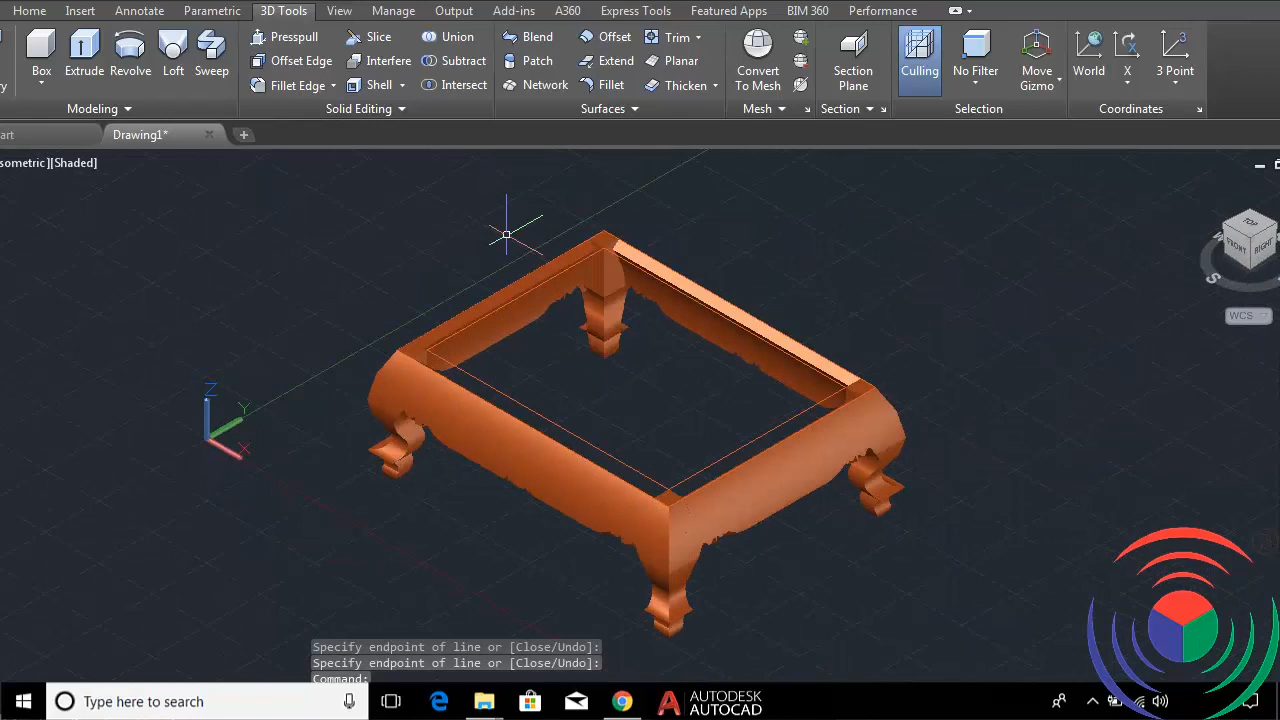 Home Insert Annotate Parametric 3D Tools View Manage Output Add-ins A360 Express Tools Featured Apps BIM 360 Performance
Presspull Slice Union Blend Offset Trim
Offset Edge Interfere Subtract Patch Extend Planar
Fillet Edge Shell Intersect Network Fillet Thicken
Box Extrude Revolve Loft Sweep
Convert To Mesh
Section Plane
Culling
No Filter
Move Gizmo
World X 3 Point
Modeling Solid Editing Surfaces Mesh Section Selection Coordinates
art Drawing1*
sometric][Shaded]
TOP
FRONT RIGHT
W
S
WCS
Z
Y
X
Specify endpoint of line or [Close/Undo]:
Specify endpoint of line or [Close/Undo]:
Command:
Type here to search
AUTODESK
AUTOCAD